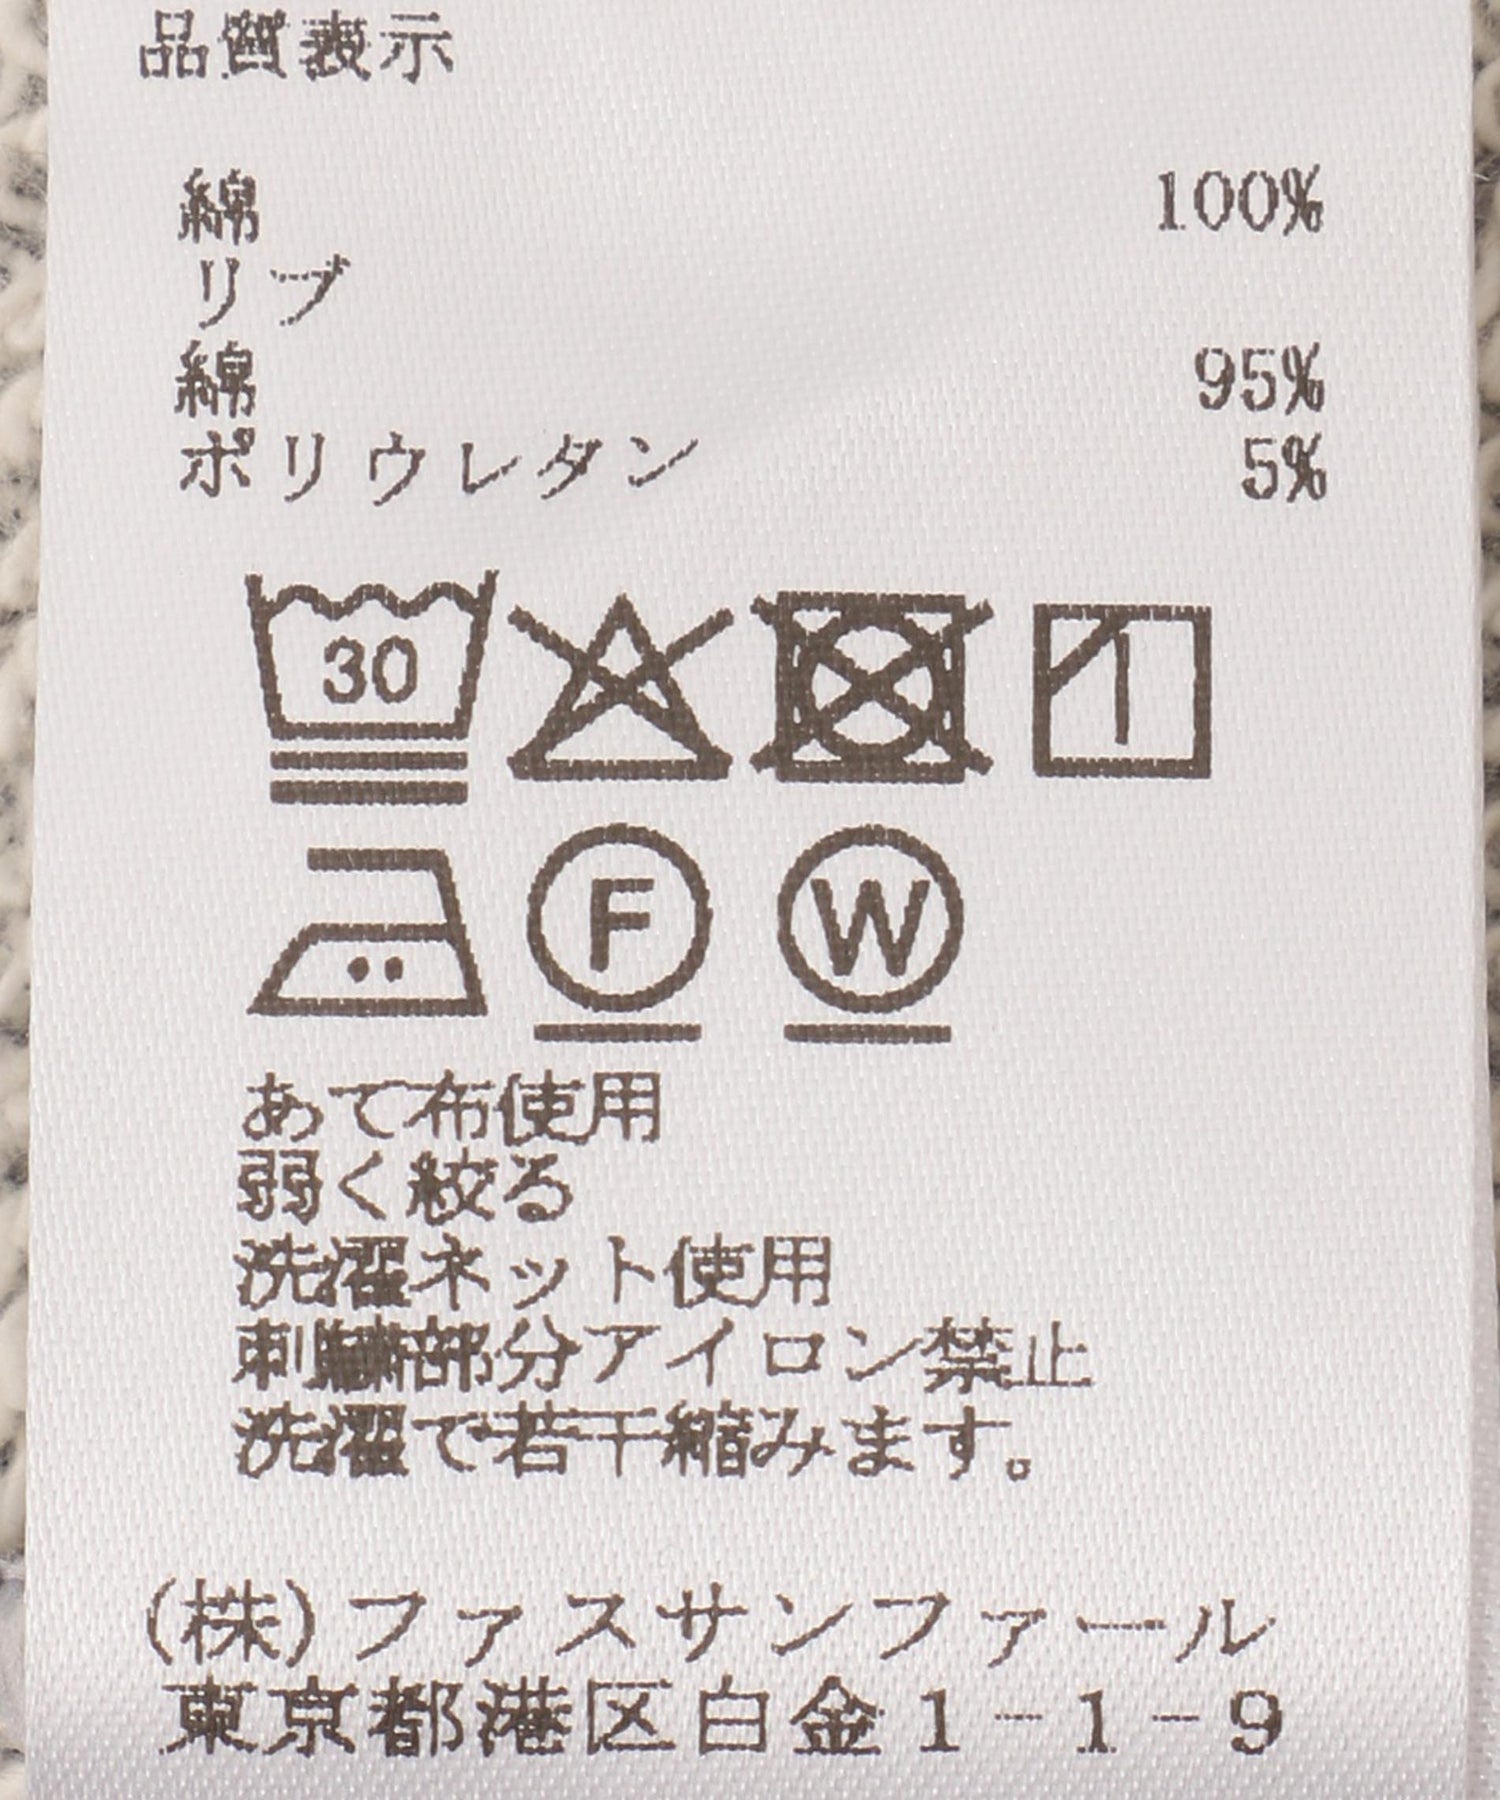 品質表示
綿 100%
リブ
綿 95%
ポリウレタン 5%
30
F W
あて布使用
弱く絞る
洗濯ネット使用
刺繍部分アイロン禁止
洗濯で若干縮みます。
(株)ファスサンファール
東京都港区白金1-1-9